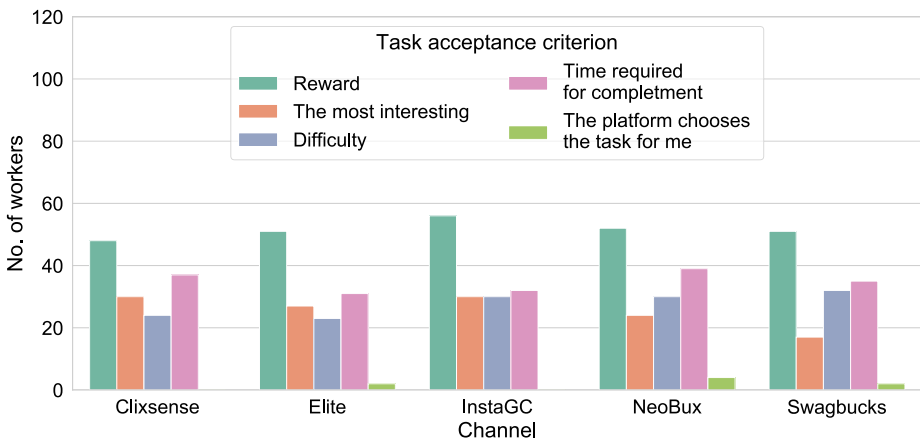 120
100
80
60
40
20
0
No. of workers
Task acceptance criterion
Reward
The most interesting
Difficulty
Time required
for completment
The platform chooses
the task for me
Clixsense
Elite
InstaGC
NeoBux
Swagbucks
Channel